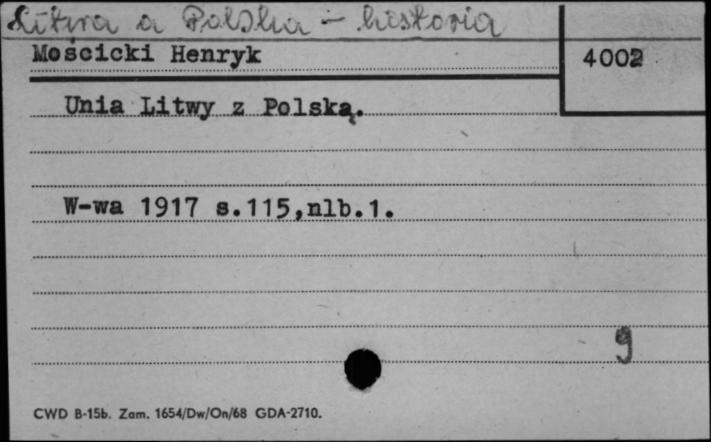 Litwa a Polska - historia
Mościcki Henryk
4002
Unia Litwy z Polską.
W-wa 1917 s.115,nlb.1.
9
CWD B-15b. Zam. 1654/Dw/On/68 GDA-2710.